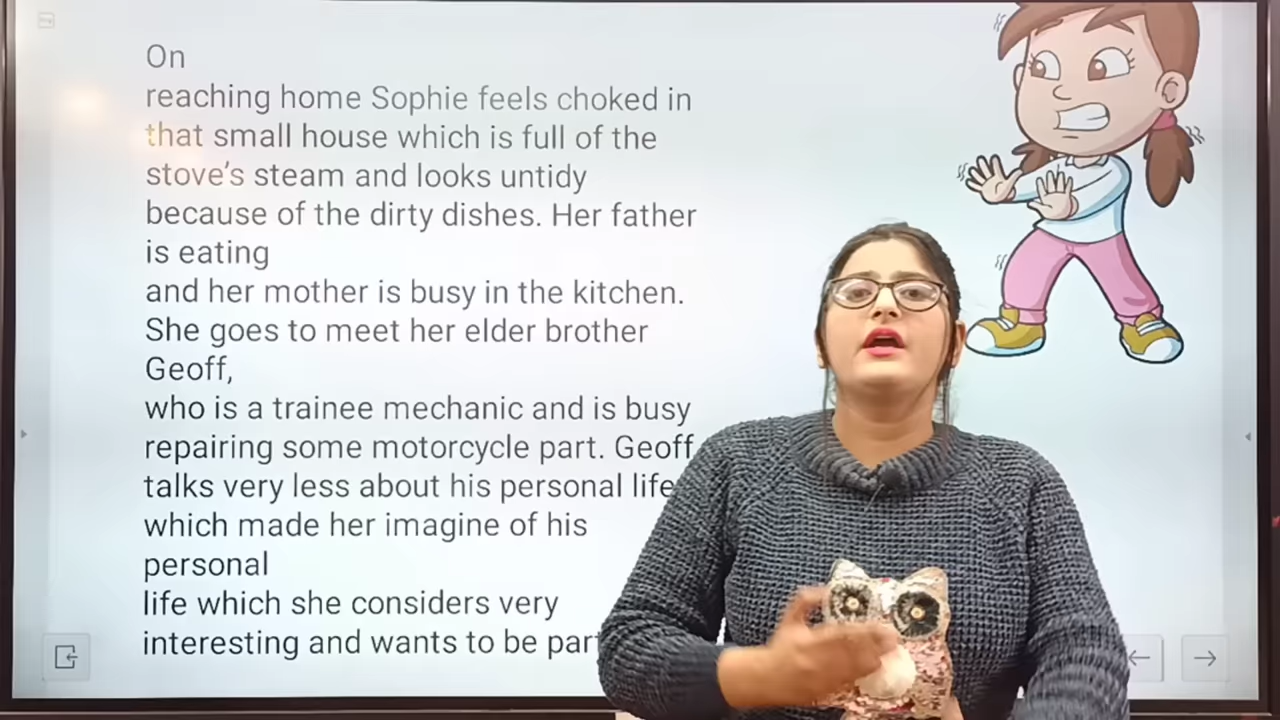 On
reaching home Sophie feels choked in
that small house which is full of the
stove's steam and looks untidy
because of the dirty dishes. Her father
is eating
and her mother is busy in the kitchen.
She goes to meet her elder brother
Geoff,
who is a trainee mechanic and is busy
repairing some motorcycle part. Geoff
talks very less about his personal life
which made her imagine of his
personal
life which she considers very
interesting and wants to be part